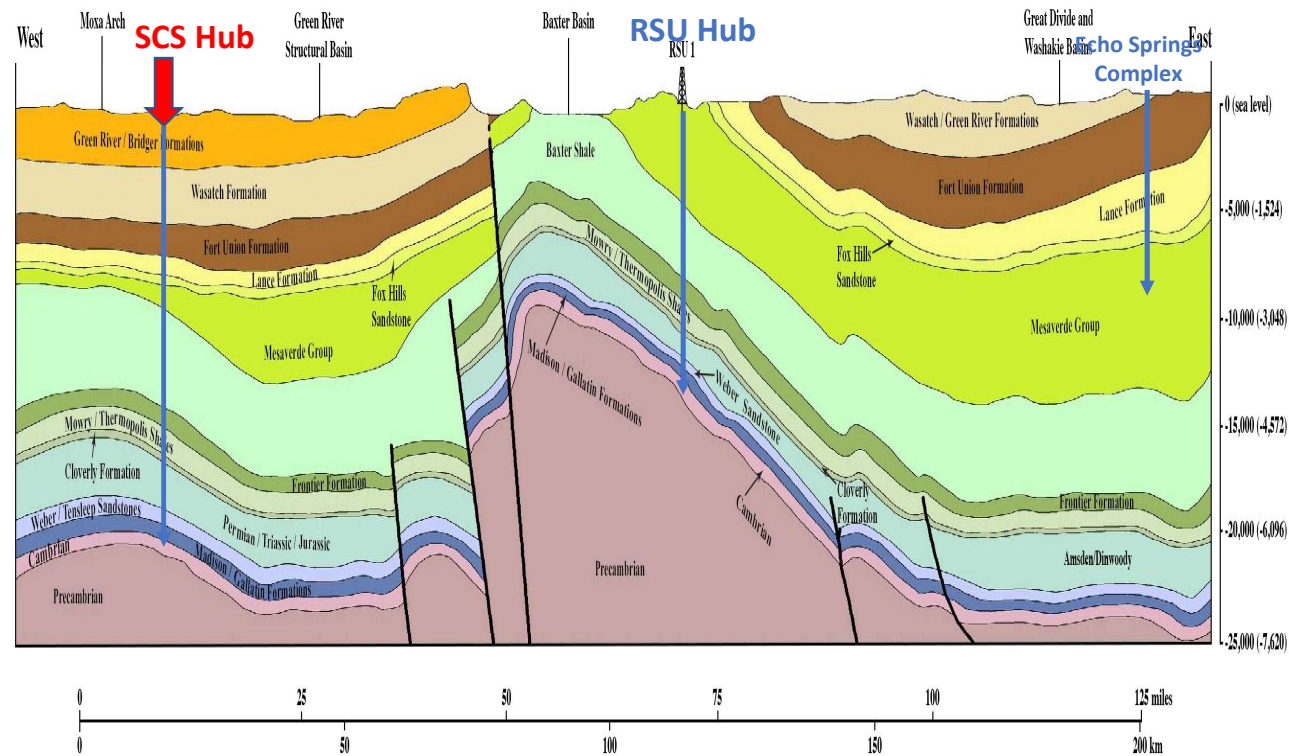 West
Moxa Arch
SCS Hub
Green River
Structural Basin
Baxter Basin
RSU Hub
RSU 1
Great Divide and
Washakie Basins
East
Echo Springs
Complex
0 (sea level)
Green River / Bridger Formations
Wasatch / Green River Formations
Baxter Shale
Wasatch Formation
Fort Union Formation
Lance Formation
-5,000 (-1,524)
Fort Union Formation
Lance Formation
Fox Hills
Sandstone
Mowry / Thermopolis Shales
Fox Hills
Sandstone
-10,000 (-3,048)
Mesaverde Group
Mesaverde Group
Madison / Gallatin Formations
Weber Sandstone
-15,000 (-4,572)
Mowry / Thermopolis Shales
Cloverly Formation
Frontier Formation
Cloverly
Formation
Frontier Formation
Weber / Tensleep Sandstones
Permian / Triassic / Jurassic
Cambrian
-20,000 (-6,096)
Cambrian
Madison / Gallatin Formations
Amsden/Dinwoody
Precambrian
Precambrian
-25,000 (-7,620)
0 25 50 75 100 125 miles
0 50 100 150 200 km